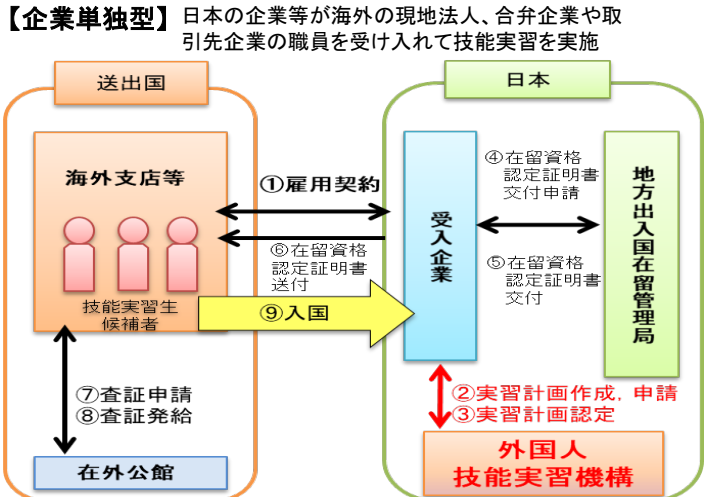 【企業単独型】
日本の企業等が海外の現地法人、合弁企業や取
引先企業の職員を受け入れて技能実習を実施
送出国
日本
海外支店等
技能実習生
候補者
①雇用契約
⑥在留資格
認定証明書
送付
⑨入国
受入企業
④在留資格
認定証明書
交付申請
⑤在留資格
認定証明書
交付
地方出入国在留管理局
⑦査証申請
⑧査証発給
在外公館
②実習計画作成，申請
③実習計画認定
外国人
技能実習機構